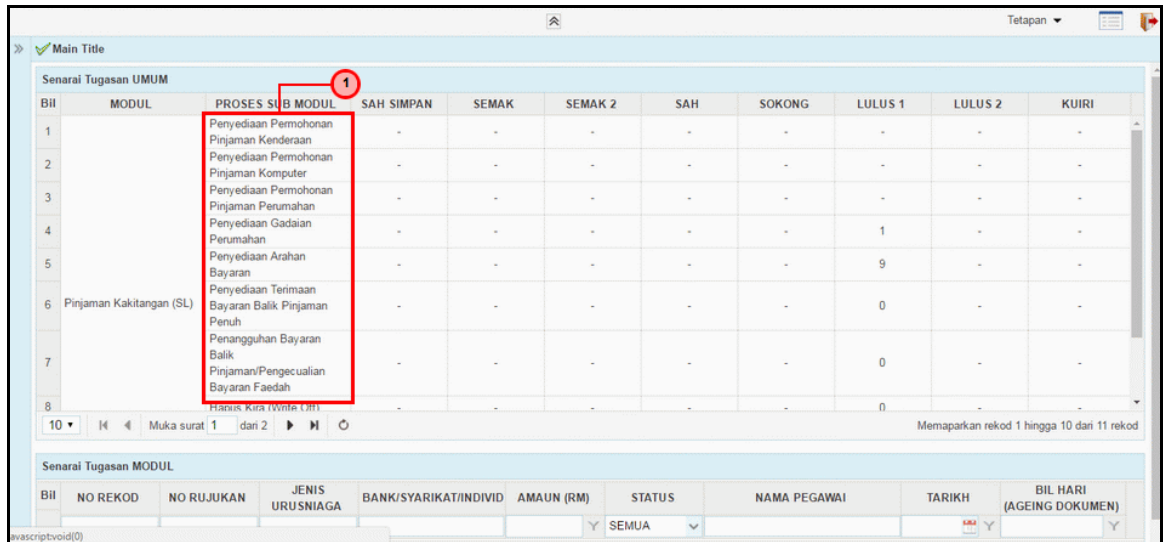 Tetapan
Main Title
Senarai Tugasan UMUM
1
Bil MODUL PROSES SUB MODUL SAH SIMPAN SEMAK SEMAK 2 SAH SOKONG LULUS 1 LULUS 2 KUIRI
1 Penyediaan Permohonan
Pinjaman Kenderaan - - - - - - - -
2 Penyediaan Permohonan
Pinjaman Komputer - - - - - - - -
3 Penyediaan Permohonan
Pinjaman Perumahan - - - - - - - -
4 Penyediaan Gadaian
Perumahan - - - - - 1 - -
5 Penyediaan Arahan
Bayaran - - - - - 9 - -
Penyediaan Terimaan
6 Pinjaman Kakitangan (SL) Bayaran Balik Pinjaman - - - - - 0 - -
Penuh
Penangguhan Bayaran
Balik
7 Pinjaman/Pengecualian - - - - - 0 - -
Bayaran Faedah
8 Hapus Kira (Write Off) - - - - - 0 - -
10 Muka surat 1 dari 2 Memaparkan rekod 1 hingga 10 dari 11 rekod
Senarai Tugasan MODUL
Bil NO REKOD NO RUJUKAN JENIS URUSNIAGA BANK/SYARIKAT/INDIVID AMAUN (RM) STATUS NAMA PEGAWAI TARIKH BIL HARI (AGEING DOKUMEN)
SEMUA
avascript:void(0)